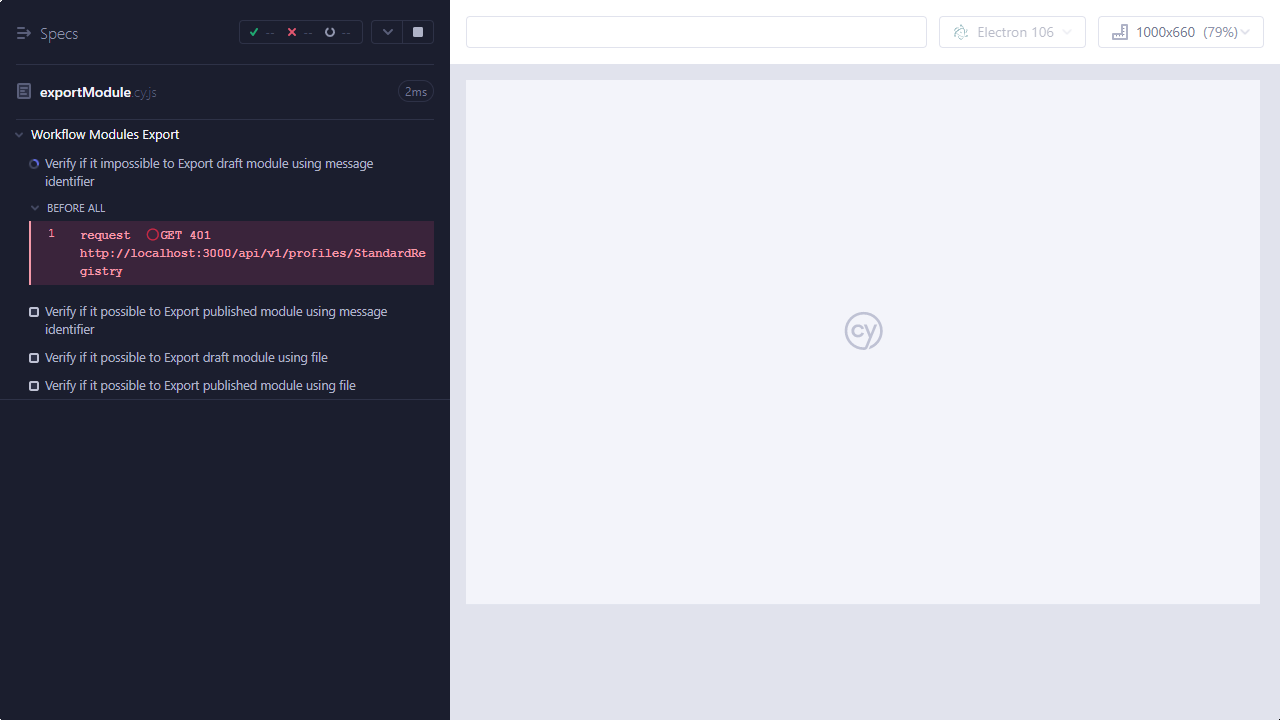 Specs
-- -- --
Electron 106
1000x660 (79%)
exportModule.cy.js
2ms
Workflow Modules Export
Verify if it impossible to Export draft module using message
identifier
BEFORE ALL
1 request GET 401
http://localhost:3000/api/v1/profiles/StandardRe
gistry
Verify if it possible to Export published module using message
identifier
Verify if it possible to Export draft module using file
Verify if it possible to Export published module using file
cy